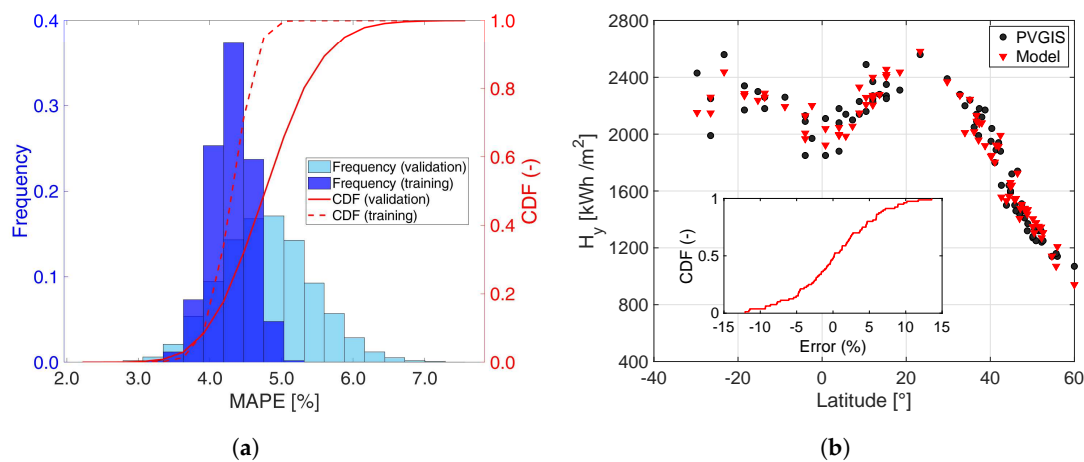 0.4
0.3
0.2
0.1
0.0
Frequency
1.0
0.8
0.6
0.4
0.2
0.0
CDF (-)
Frequency (validation)
Frequency (training)
CDF (validation)
CDF (training)
2.0 3.0 4.0 5.0 6.0 7.0
MAPE [%]
(a)
2800
2400
2000
1600
1200
800
400
H_y [kWh /m²]
PVGIS
Model
1
0.5
0
CDF (-)
-15 -10 -5 0 5 10 15
Error (%)
-40 -20 0 20 40 60
Latitude [°]
(b)